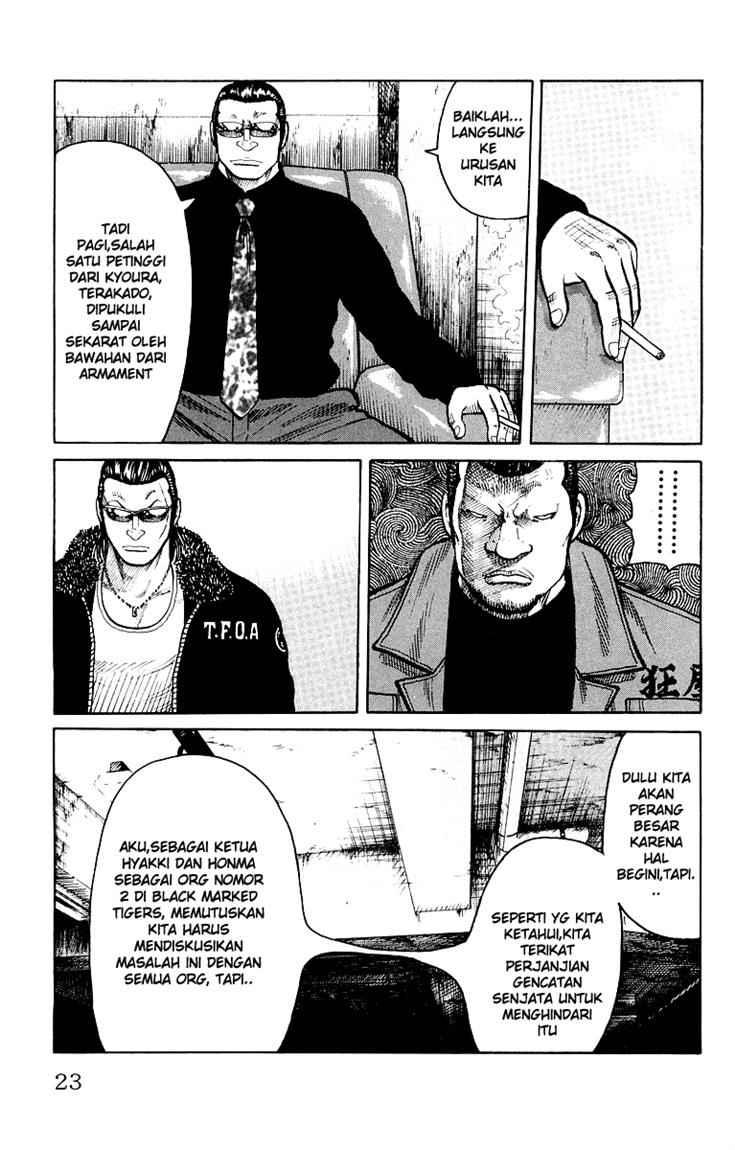 BAIKLAH...
LANGSUNG
KE
URUSAN
KITA
TADI
PAGI,SALAH
SATU PETINGGI
DARI KYOURA,
TERAKADO,
DIPUKULI
SAMPAI
SEKARAT OLEH
BAWAHAN DARI
ARMAMENT
..........
T.F.O.A
狂
DULU KITA
AKAN
PERANG
BESAR
KARENA
HAL
BEGINI,TAPI.
..
SEPERTI YG KITA
KETAHUI,KITA
TERIKAT
PERJANJIAN
GENCATAN
SENJATA UNTUK
MENGHINDARI
ITU
AKU,SEBAGAI KETUA
HYAKKI DAN HONMA
SEBAGAI ORG NOMOR
2 DI BLACK MARKED
TIGERS, MEMUTUSKAN
KITA HARUS
MENDISKUSIKAN
MASALAH INI DENGAN
SEMUA ORG, TAPI..
23